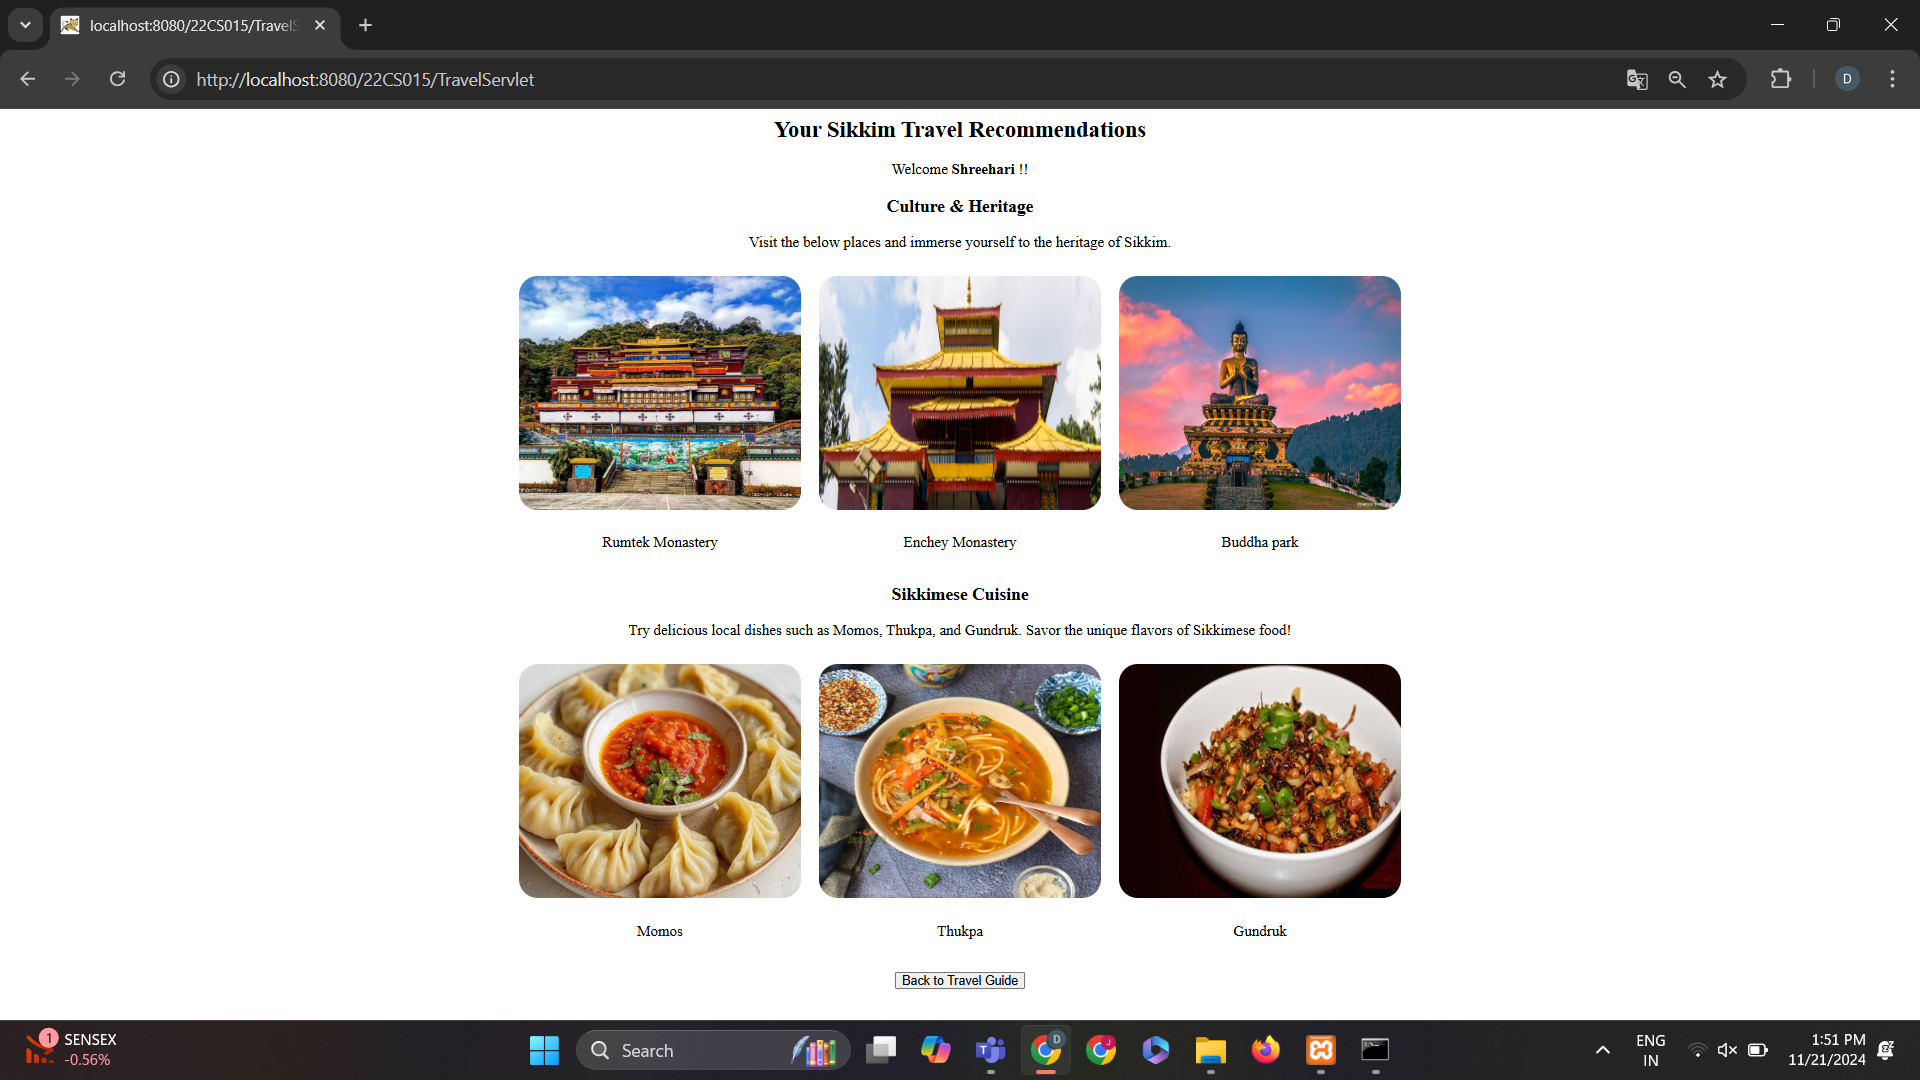 localhost:8080/22CS015/TravelS
http://localhost:8080/22CS015/TravelServlet
D
Your Sikkim Travel Recommendations
Welcome Shreehari !!
Culture & Heritage
Visit the below places and immerse yourself to the heritage of Sikkim.
Rumtek Monastery
Enchey Monastery
Buddha park
Sikkimese Cuisine
Try delicious local dishes such as Momos, Thukpa, and Gundruk. Savor the unique flavors of Sikkimese food!
Momos
Thukpa
Gundruk
Back to Travel Guide
1
SENSEX
-0.56%
Search
D
J
ENG
IN
1:51 PM
11/21/2024